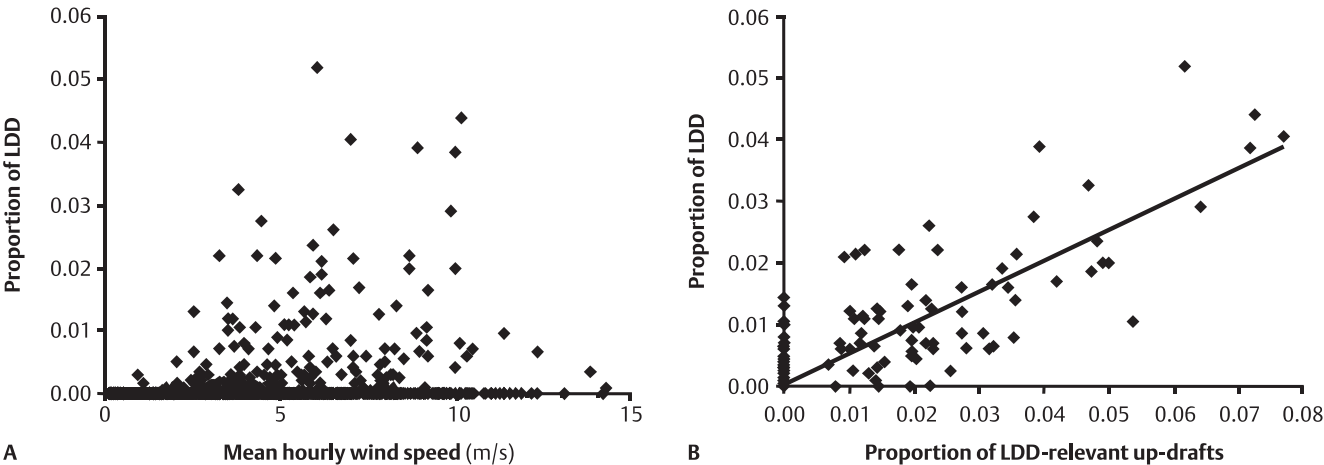 0.06
0.05
0.04
0.03
0.02
0.01
0.00
Proportion of LDD
0
5
10
15
A
Mean hourly wind speed (m/s)
0.06
0.05
0.04
0.03
0.02
0.01
0.00
Proportion of LDD
0.00 0.01 0.02 0.03 0.04 0.05 0.06 0.07 0.08
B
Proportion of LDD-relevant up-drafts